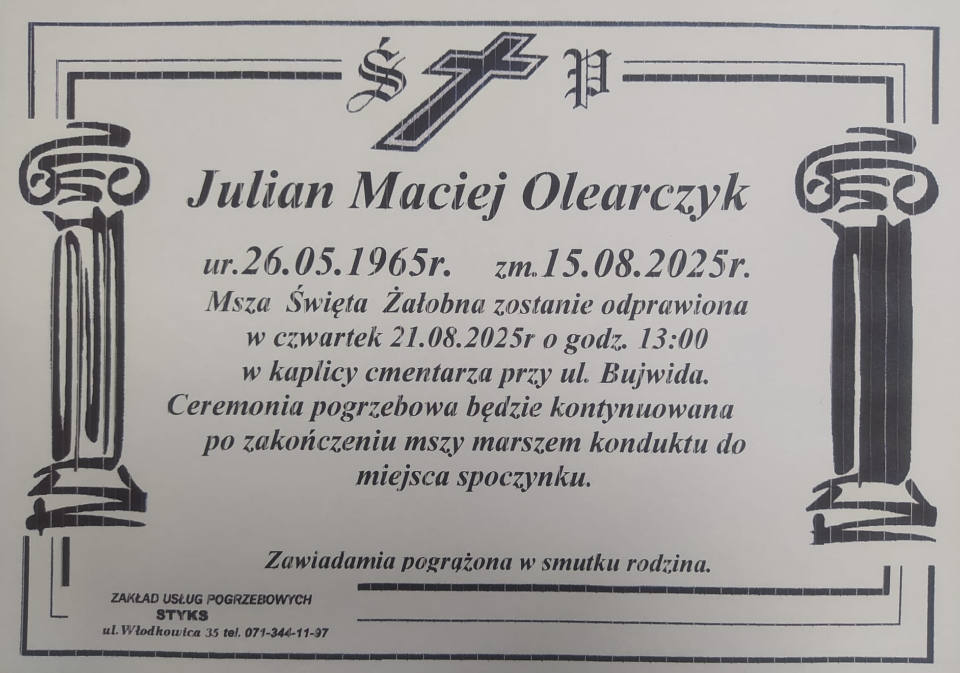 Ś P
Julian Maciej Olearczyk
ur.26.05.1965r. zm.15.08.2025r.
Msza Święta Żałobna zostanie odprawiona
w czwartek 21.08.2025r o godz. 13:00
w kaplicy cmentarza przy ul. Bujwida.
Ceremonia pogrzebowa będzie kontynuowana
po zakończeniu mszy marszem konduktu do
miejsca spoczynku.
Zawiadamia pogrążona w smutku rodzina.
ZAKŁAD USŁUG POGRZEBOWYCH
STYKS
ul.Włodkowica 35 tel. 071-344-11-97